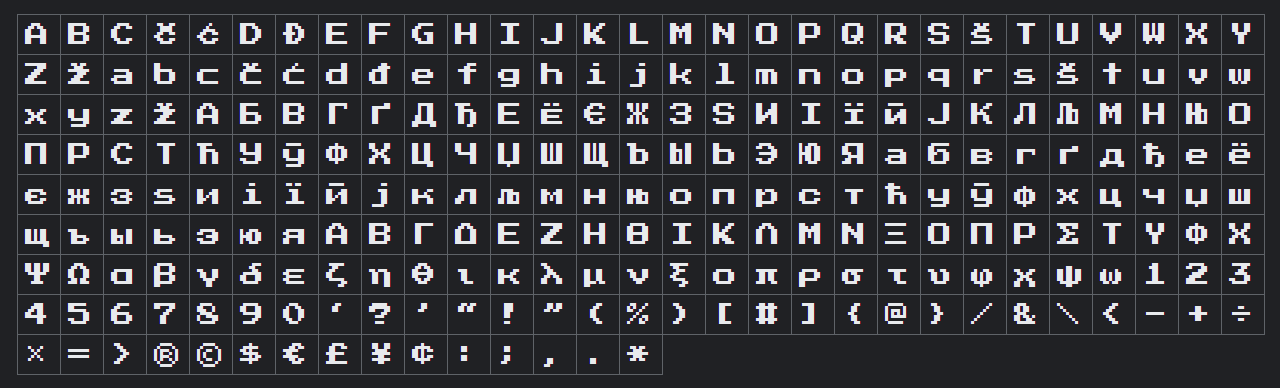 A B C Č Ć D Đ E F G H I J K L M N O P Q R S Š T U V W X Y
Z Ž a b c č ć d đ e f g h i j k l m n o p q r s š t u v w
x y z ž А Б В Г Ґ Д Ђ Е Ё Є Ж З Ѕ И І Ї Й Ј К Л Љ М Н Њ О
П Р С Т Ћ У Ў Ф Х Ц Ч Џ Ш Щ Ъ Ы Ь Э Ю Я а б в г ґ д ђ е ё
є ж з ѕ и і ї й ј к л љ м н њ о п р с т ћ у ў ф х ц ч џ ш
щ ъ ы ь э ю я Α Β Γ Δ Ε Ζ Η Θ Ι Κ Λ Μ Ν Ξ Ο Π Ρ Σ Τ Υ Φ Χ
Ψ Ω α β γ δ ε ζ η θ ι κ λ μ ν ξ ο π ρ σ τ υ φ χ ψ ω 1 2 3
4 5 6 7 8 9 0 ‘ ? ’ “ ! ” ( % ) [ # ] { @ } / & \ < - + ÷
× = > ® © $ € £ ¥ ¢ : ; , . *